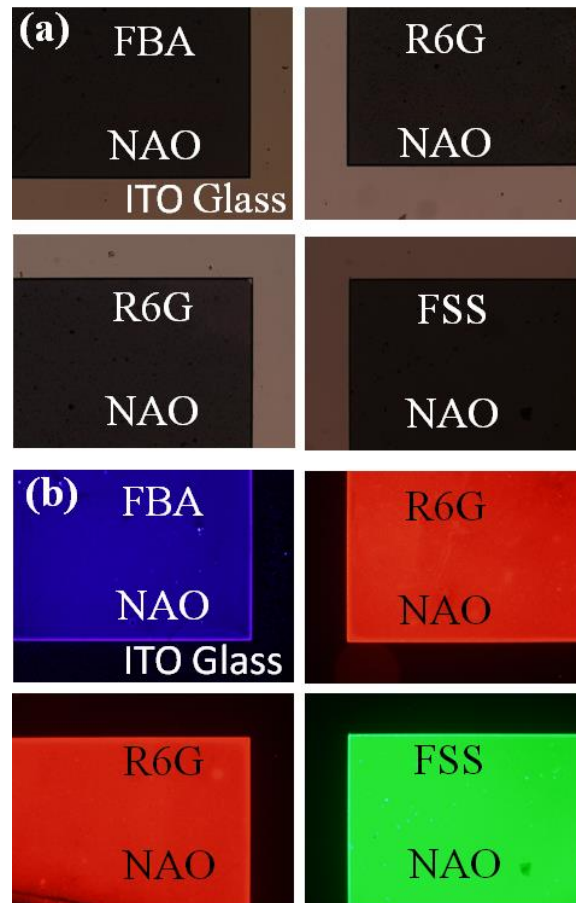 (a)
FBA
NAO
ITO Glass
R6G
NAO
R6G
NAO
FSS
NAO
(b)
FBA
NAO
ITO Glass
R6G
NAO
R6G
NAO
FSS
NAO